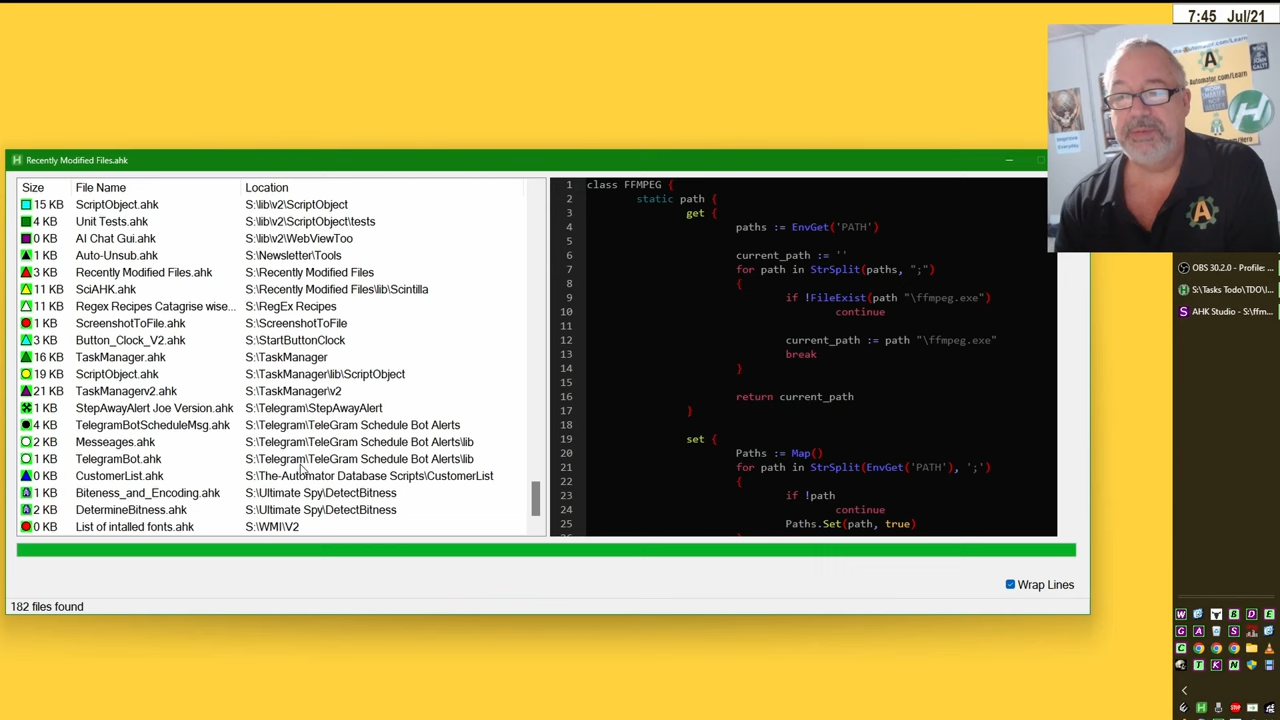 7:45 Jul/21
Recently Modified Files.ahk
Size File Name Location
15 KB ScriptObject.ahk S:\lib\v2\ScriptObject
4 KB Unit Tests.ahk S:\lib\v2\ScriptObject\tests
0 KB AI Chat Gui.ahk S:\lib\v2\WebViewToo
1 KB Auto-Unsub.ahk S:\Newsletter\Tools
3 KB Recently Modified Files.ahk S:\Recently Modified Files
11 KB SciAHK.ahk S:\Recently Modified Files\lib\Scintilla
11 KB Regex Recipes Catagrise wise... S:\RegEx Recipes
1 KB ScreenshotToFile.ahk S:\ScreenshotToFile
3 KB Button_Clock_V2.ahk S:\StartButtonClock
16 KB TaskManager.ahk S:\TaskManager
19 KB ScriptObject.ahk S:\TaskManager\lib\ScriptObject
21 KB TaskManagerv2.ahk S:\TaskManager\v2
1 KB StepAwayAlert Joe Version.ahk S:\Telegram\StepAwayAlert
4 KB TelegramBotScheduleMsg.ahk S:\Telegram\TeleGram Schedule Bot Alerts
2 KB Messeages.ahk S:\Telegram\TeleGram Schedule Bot Alerts\lib
1 KB TelegramBot.ahk S:\Telegram\TeleGram Schedule Bot Alerts\lib
0 KB CustomerList.ahk S:\The-Automator Database Scripts\CustomerList
1 KB Biteness_and_Encoding.ahk S:\Ultimate Spy\DetectBitness
2 KB DetermineBitness.ahk S:\Ultimate Spy\DetectBitness
0 KB List of intalled fonts.ahk S:\WMI\V2
1 class FFMPEG {
2 static path {
3 get {
4 paths := EnvGet('PATH')
5
6 current_path := ''
7 for path in StrSplit(paths, ";")
8 {
9 if !FileExist(path "\ffmpeg.exe")
10 continue
11
12 current_path := path "\ffmpeg.exe"
13 break
14 }
15
16 return current_path
17 }
18
19 set {
20 Paths := Map()
21 for path in StrSplit(EnvGet('PATH'), ';')
22 {
23 if !path
24 continue
25 Paths.Set(path, true)
Wrap Lines
182 files found
OBS 30.2.0 - Profile: ...
S:\Tasks Todo\TDO\I...
AHK Studio - S:\ffm...